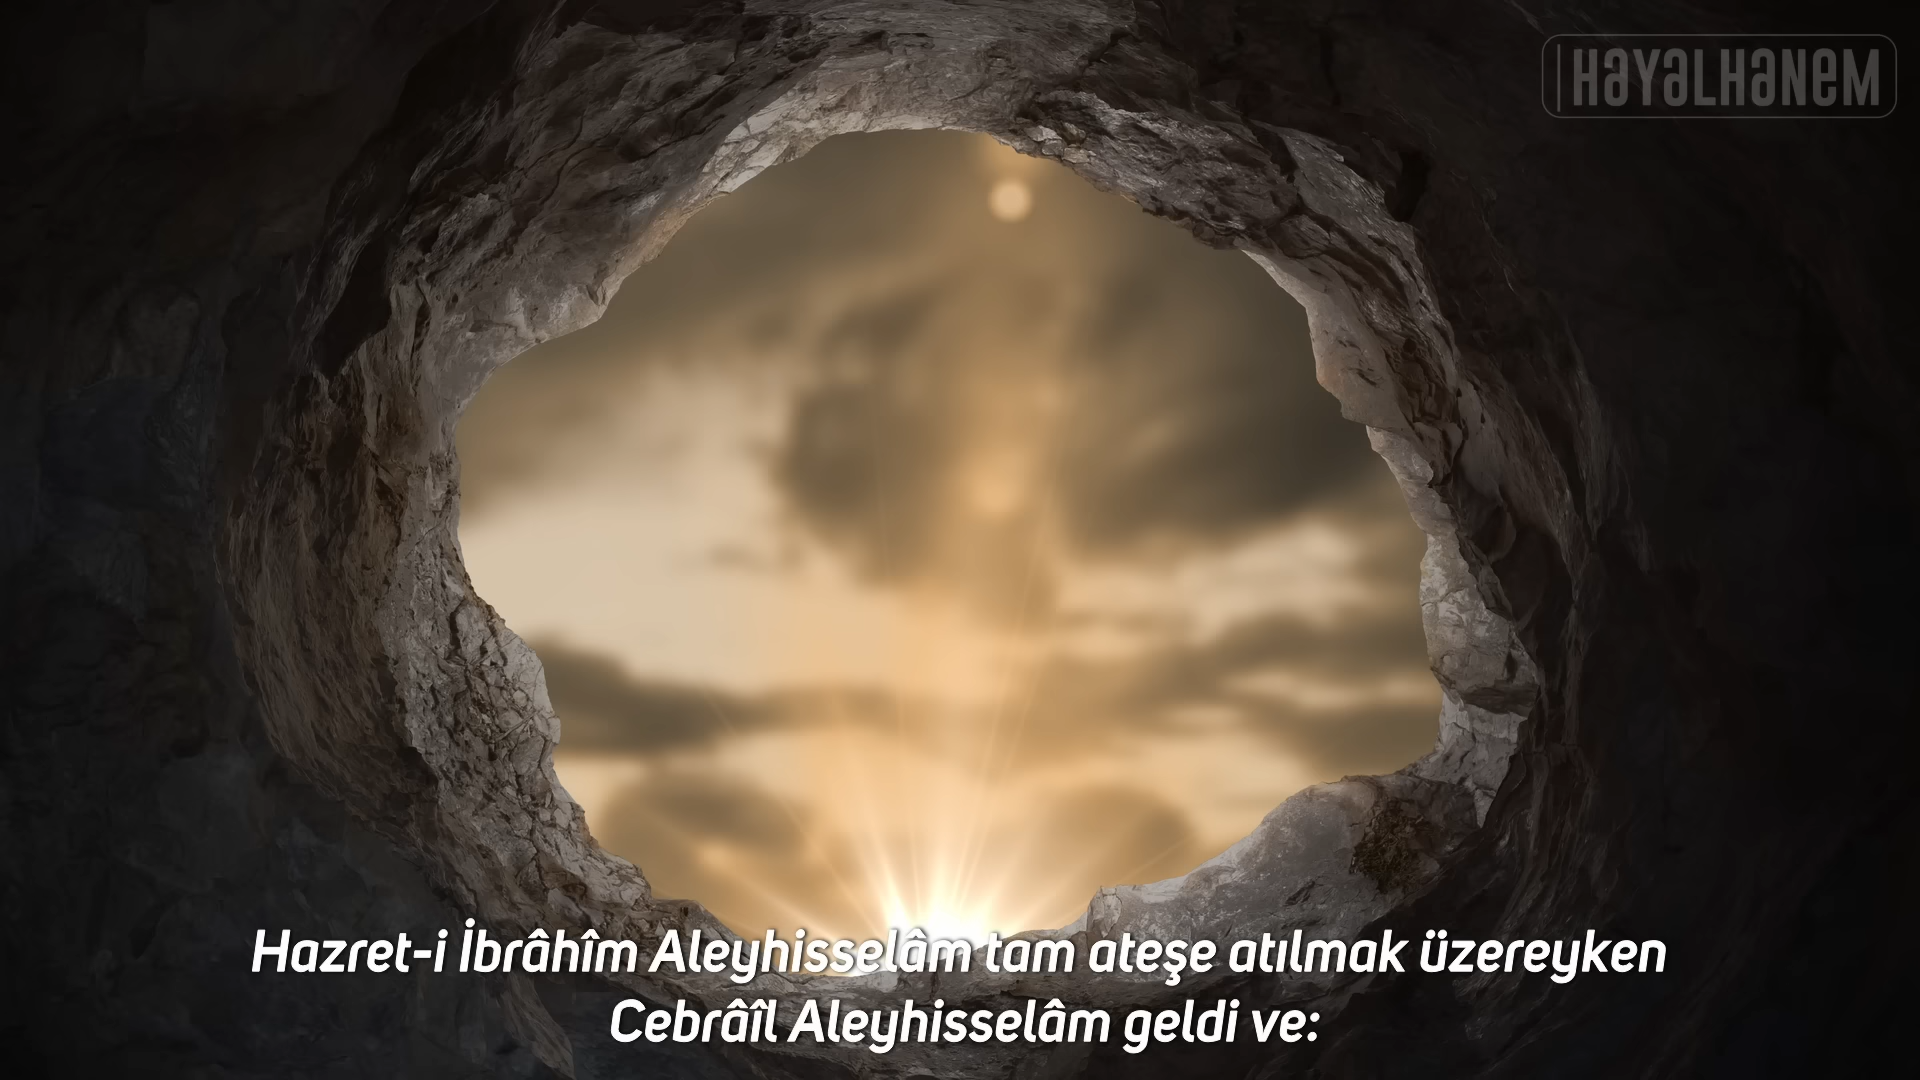 HAYALHANEM
Hazret-i İbrâhîm Aleyhisselâm tam ateşe atılmak üzereyken
Cebrâîl Aleyhisselâm geldi ve: